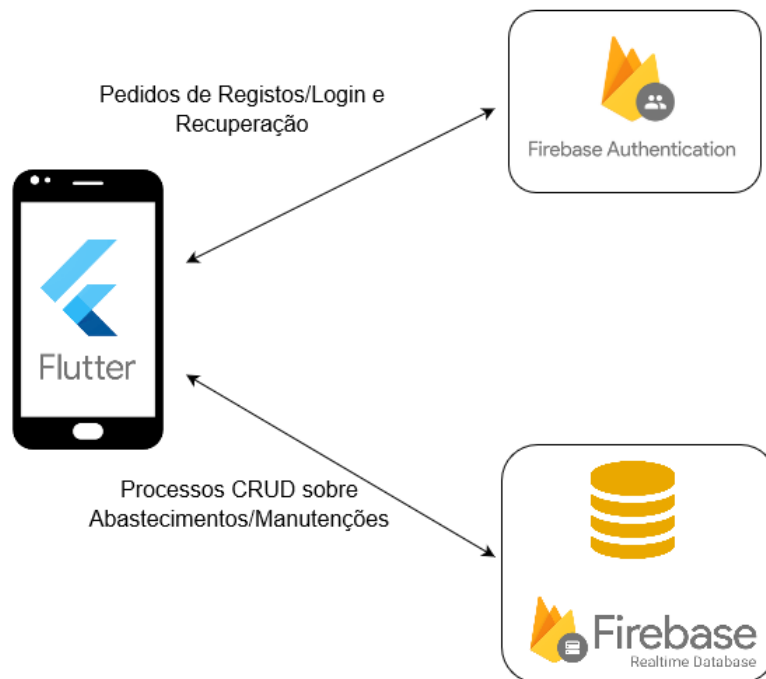 Pedidos de Registos/Login e
Recuperação
Firebase Authentication
Flutter
Processos CRUD sobre
Abastecimentos/Manutenções
Firebase
Realtime Database